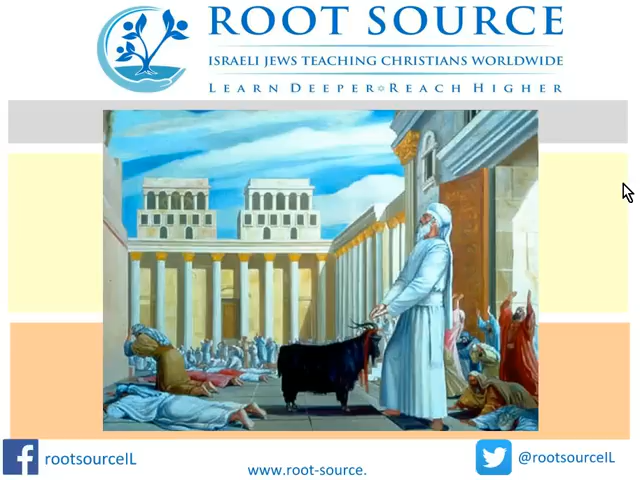 ROOT SOURCE
ISRAELI JEWS TEACHING CHRISTIANS WORLDWIDE
LEARN DEEPER✡REACH HIGHER
rootsourceIL
www.root-source.
@rootsourceIL